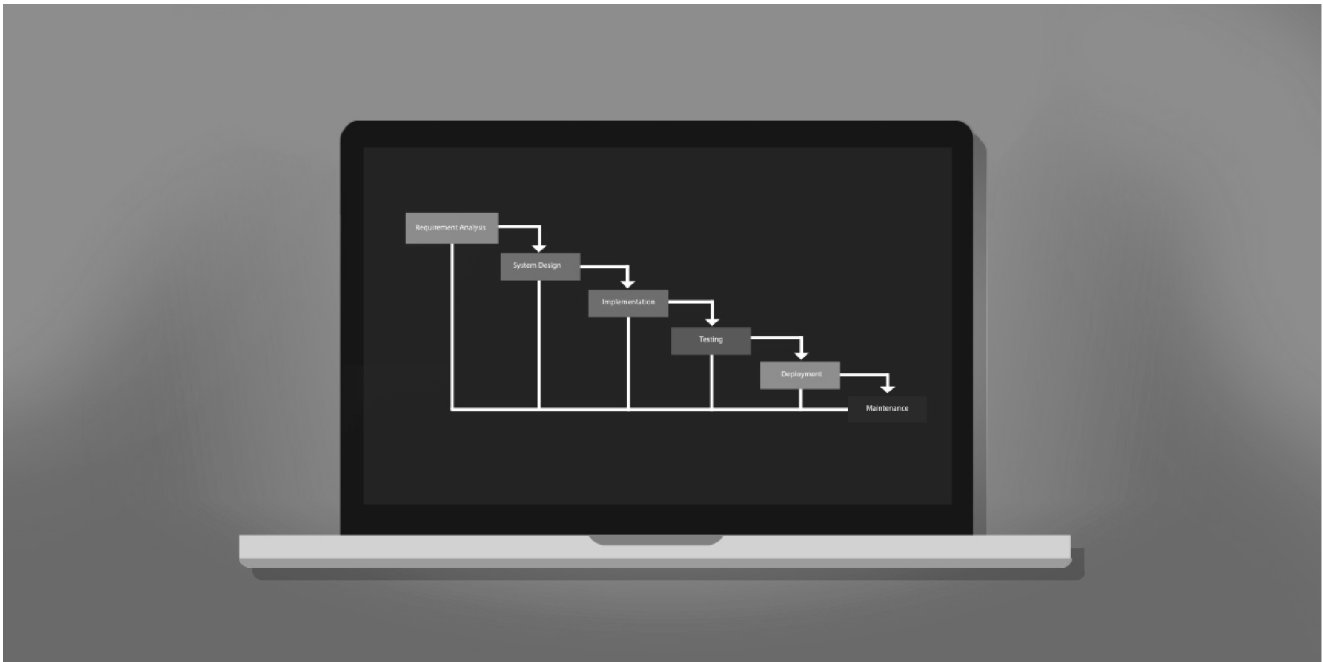 Requirement Analysis
System Design
Implementation
Testing
Deployment
Maintenance